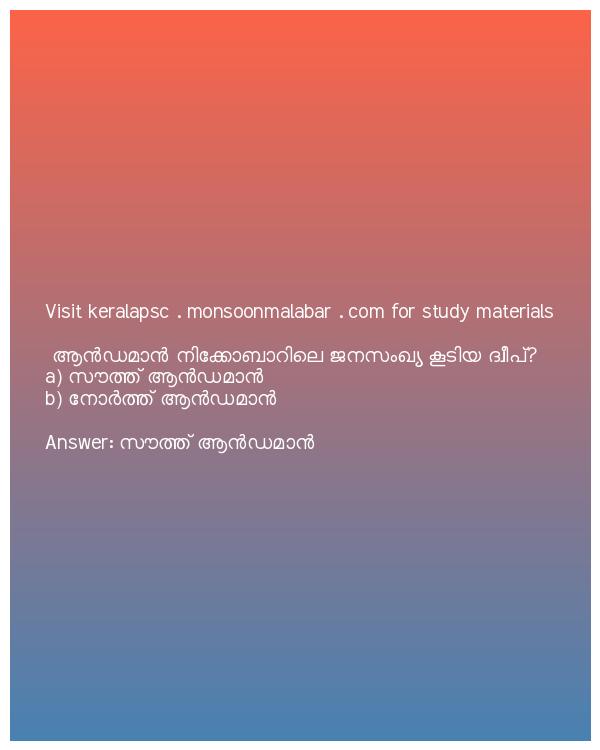 Visit keralapsc . monsoonmalabar . com for study materials
ആൻഡമാൻ നിക്കോബാറിലെ ജനസംഖ്യ കൂടിയ ദ്വീപ്?
a) സൗത്ത് ആൻഡമാൻ
b) നോർത്ത് ആൻഡമാൻ
Answer: സൗത്ത് ആൻഡമാൻ